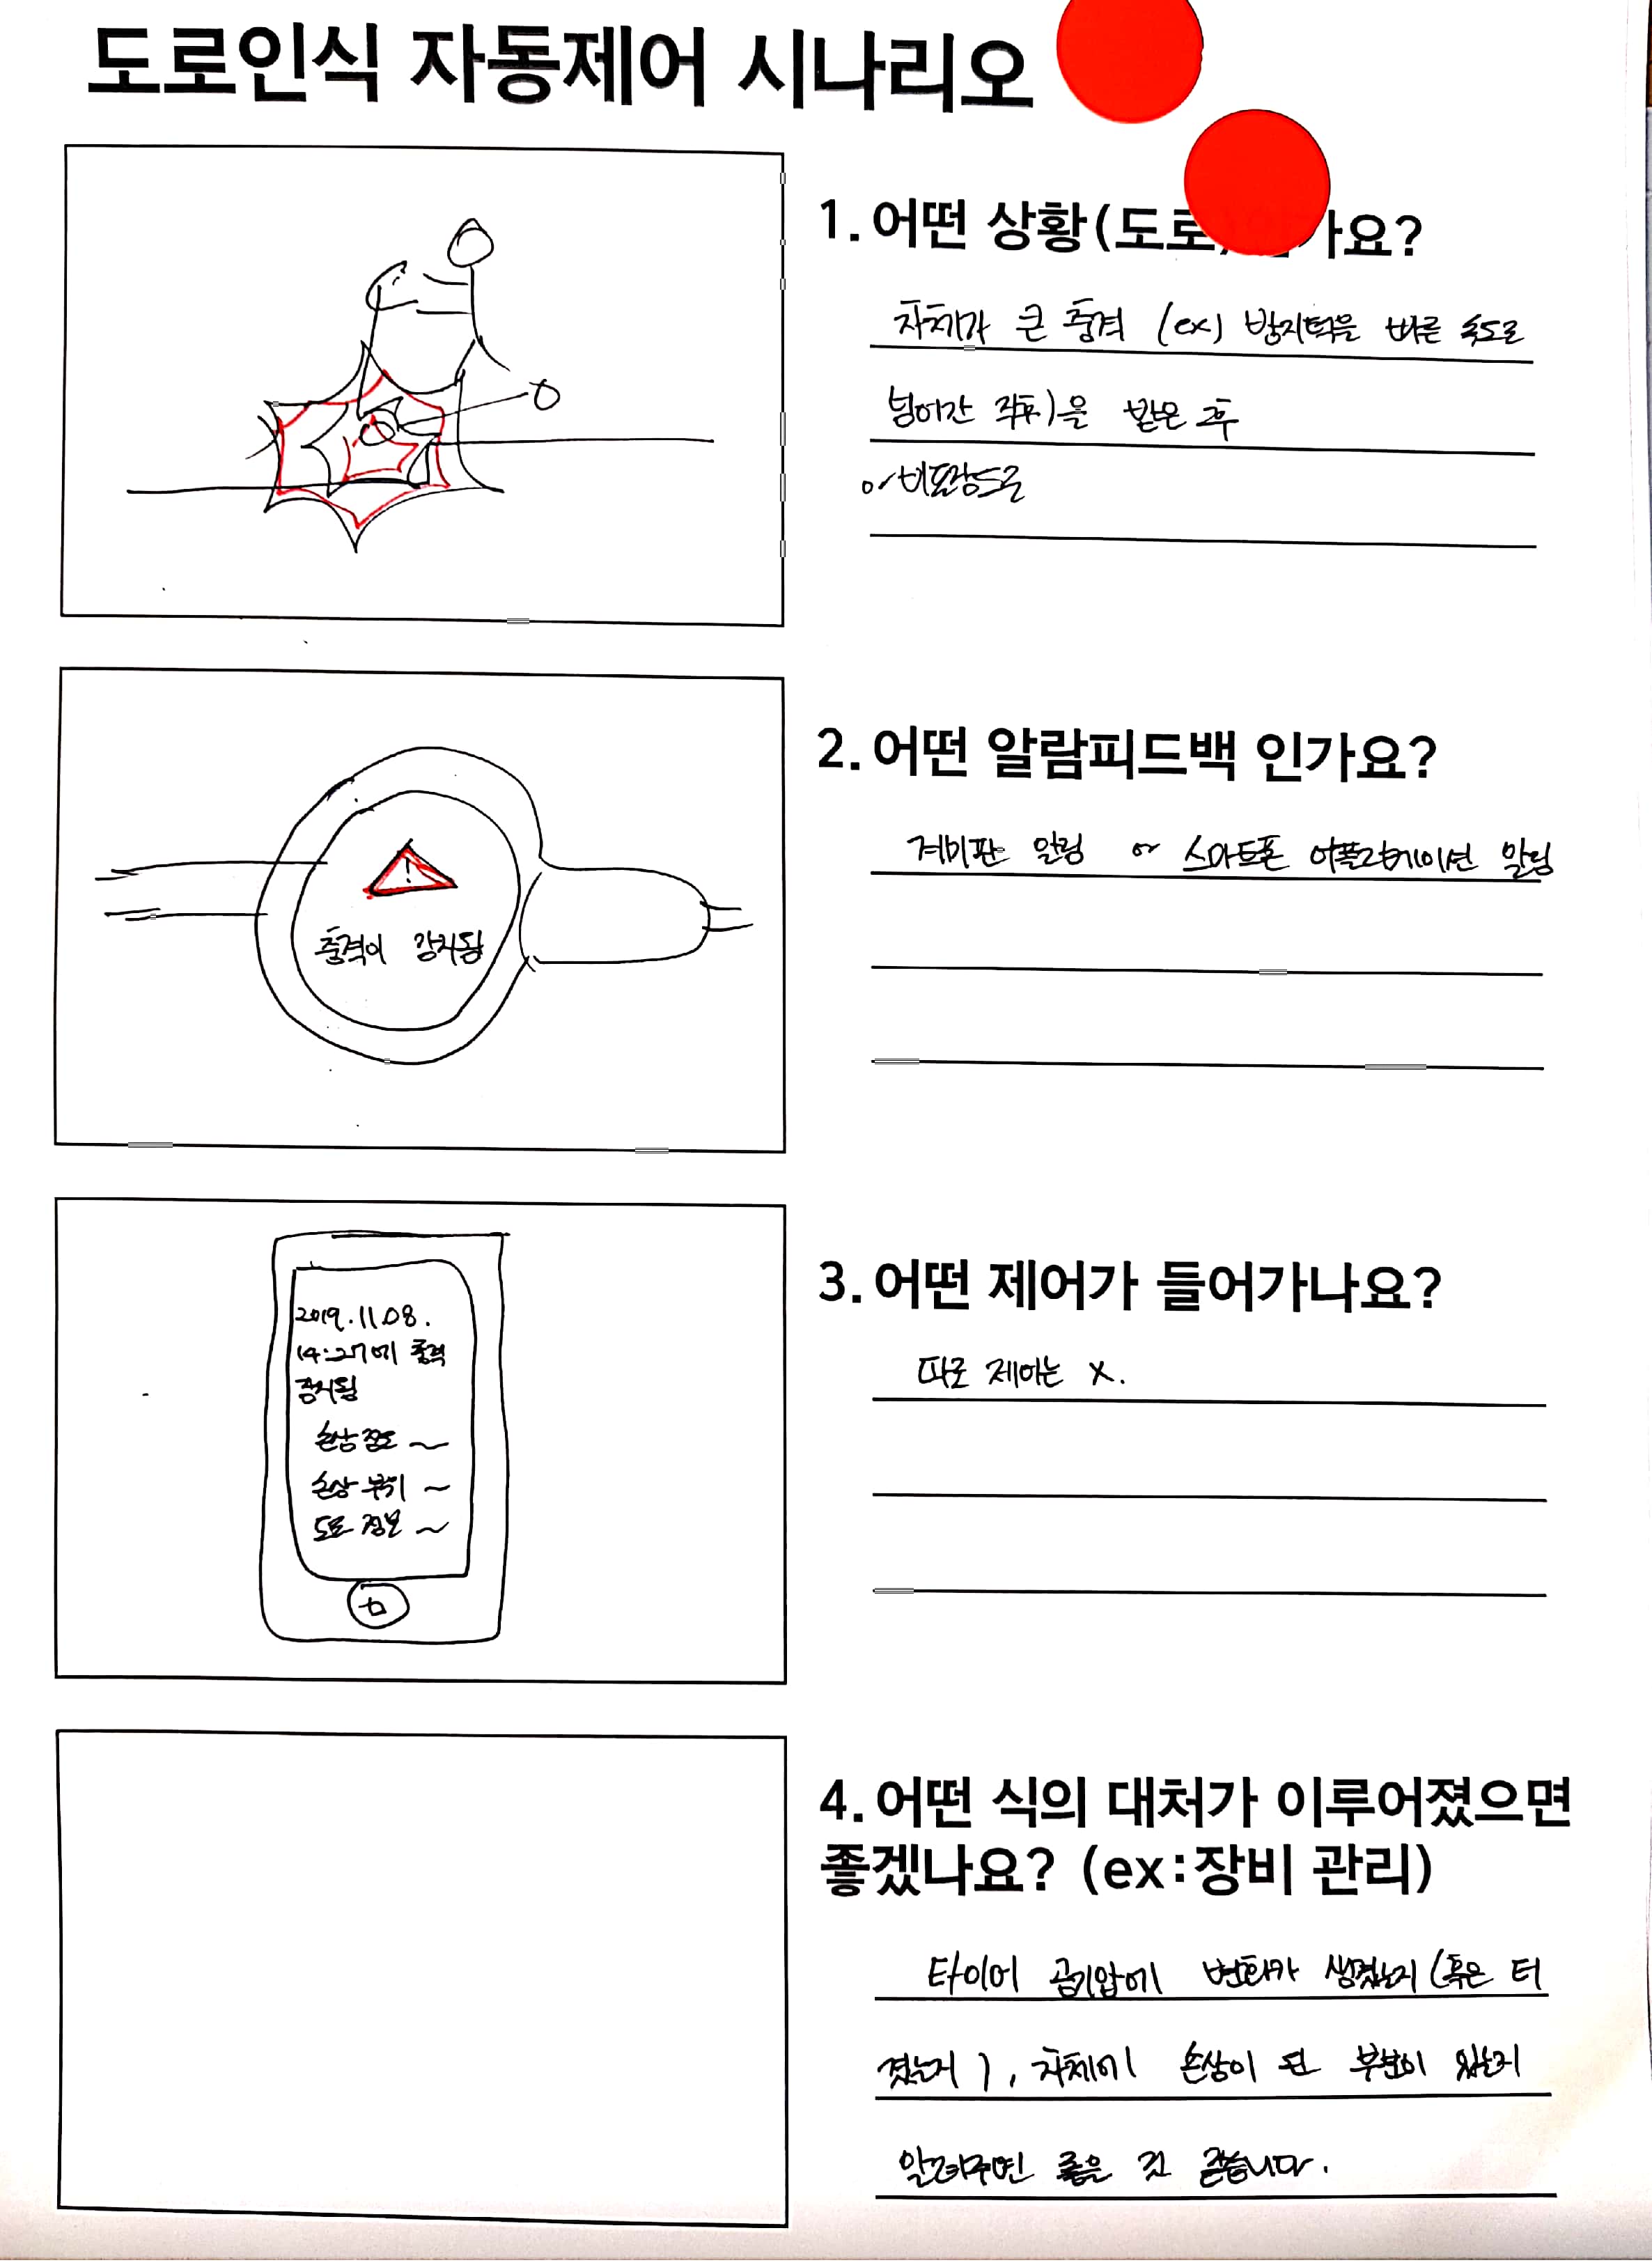 도로인식 자동제어 시나리오
1. 어떤 상황(도로)인가요?
차체가 큰 충격 (ex) 방지턱을 빠른 속도로
넘어간 직후)을 받은 후
or 비포장도로
2. 어떤 알람피드백 인가요?
계비판 알림 or 스마트폰 어플리케이션 알림
충격이 감지됨
3. 어떤 제어가 들어가나요?
따로 제어는 X.
2019.11.08.
14:27에 충격
감지됨
손상 정도 ~
손상 부위 ~
도로 정보 ~
4. 어떤 식의 대처가 이루어졌으면
좋겠나요? (ex:장비 관리)
타이어 공기압에 변화가 생겼는지 (혹은 터
졌는지), 차체에 손상이 된 부분이 있는지
알려주면 좋을 것 같습니다.